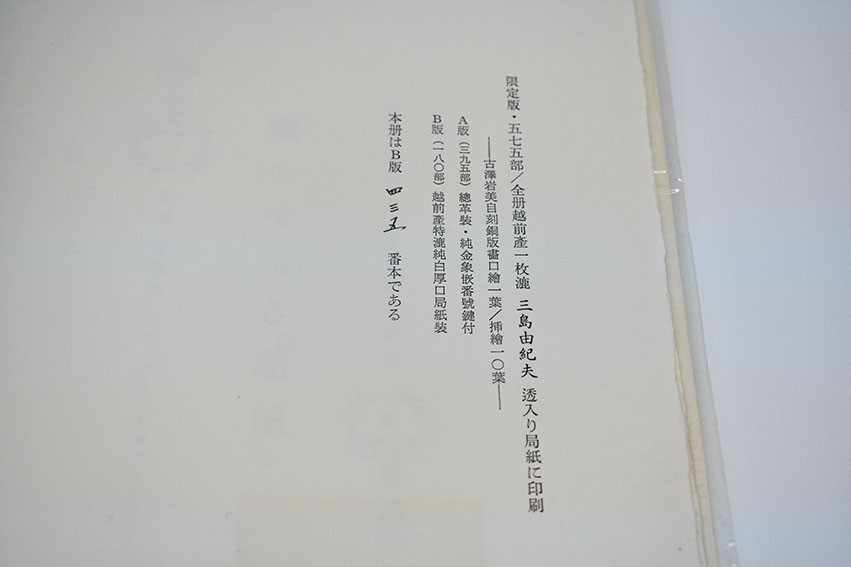 限定版・五七五部/全册越前產一枚漉 三島由紀夫 透入り局紙に印刷
——古澤岩美自刻銅版畫口繪一葉/挿繪一〇葉——
A版（三九五部）總革裝・純金象嵌番號鍵付
B版（一八〇部）越前產特漉純白厚口局紙裝
本册はB版 四三五 番本である